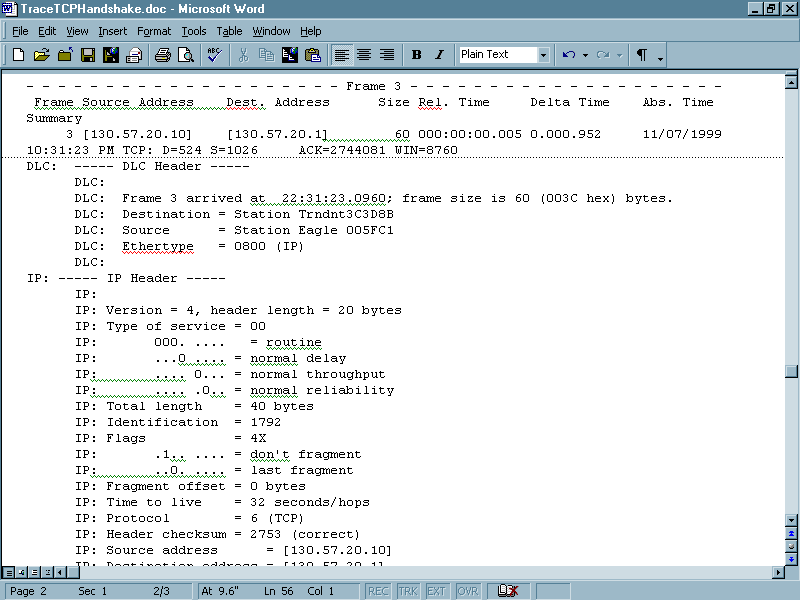 TraceTCPHandshake.doc - Microsoft Word
File Edit View Insert Format Tools Table Window Help
ABC B I Plain Text ¶
- - - - - - - - - - - - - - - - - - - - Frame 3 - - - - - - - - - - - - - - - - - - - -
Frame Source Address Dest. Address Size Rel. Time Delta Time Abs. Time
Summary
3 [130.57.20.10] [130.57.20.1] 60 000:00:00.005 0.000.952 11/07/1999
10:31:23 PM TCP: D=524 S=1026 ACK=2744081 WIN=8760
DLC: ----- DLC Header -----
DLC:
DLC: Frame 3 arrived at 22:31:23.0960; frame size is 60 (003C hex) bytes.
DLC: Destination = Station Trndnt3C3D8B
DLC: Source = Station Eagle 005FC1
DLC: Ethertype = 0800 (IP)
DLC:
IP: ----- IP Header -----
IP:
IP: Version = 4, header length = 20 bytes
IP: Type of service = 00
IP: 000. .... = routine
IP: ...0 .... = normal delay
IP: .... 0... = normal throughput
IP: .... .0.. = normal reliability
IP: Total length = 40 bytes
IP: Identification = 1792
IP: Flags = 4X
IP: .1.. .... = don't fragment
IP: ..0. .... = last fragment
IP: Fragment offset = 0 bytes
IP: Time to live = 32 seconds/hops
IP: Protocol = 6 (TCP)
IP: Header checksum = 2753 (correct)
IP: Source address = [130.57.20.10]
IP: Destination address = [130.57.20.1]
Page 2 Sec 1 2/3 At 9.6" Ln 56 Col 1 REC TRK EXT OVR